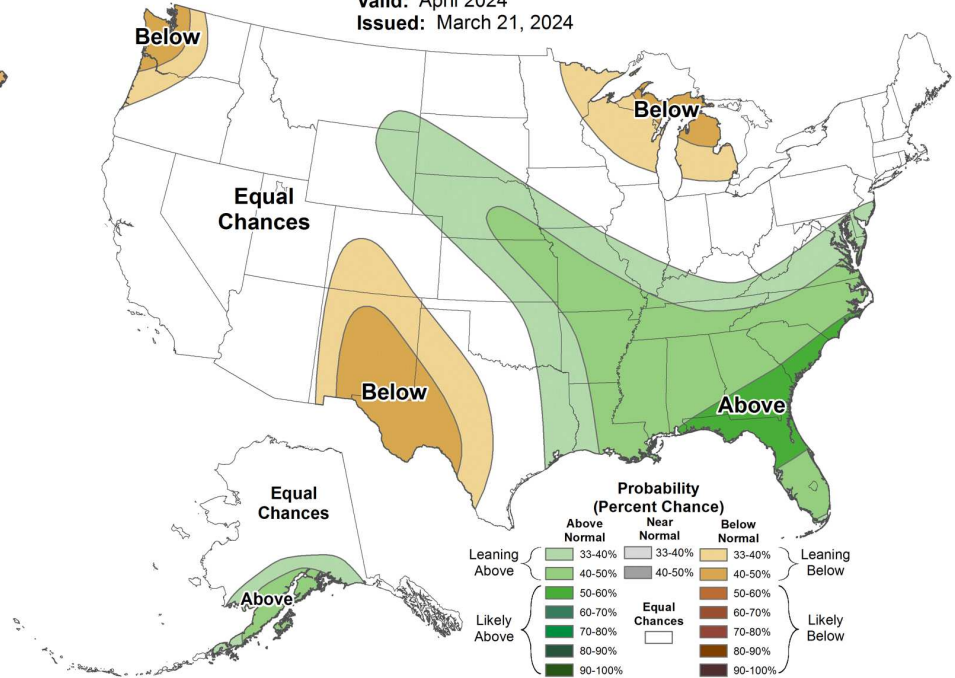 Valid: April 2024
Issued: March 21, 2024
Below
Below
Equal
Chances
Below
Above
Equal
Chances
Above
Probability
(Percent Chance)
Above
Normal
Near
Normal
Below
Normal
Leaning
Above
33-40%
33-40%
33-40%
Leaning
Below
40-50%
40-50%
40-50%
Likely
Above
50-60%
50-60%
Likely
Below
60-70%
60-70%
Equal
Chances
70-80%
70-80%
80-90%
80-90%
90-100%
90-100%